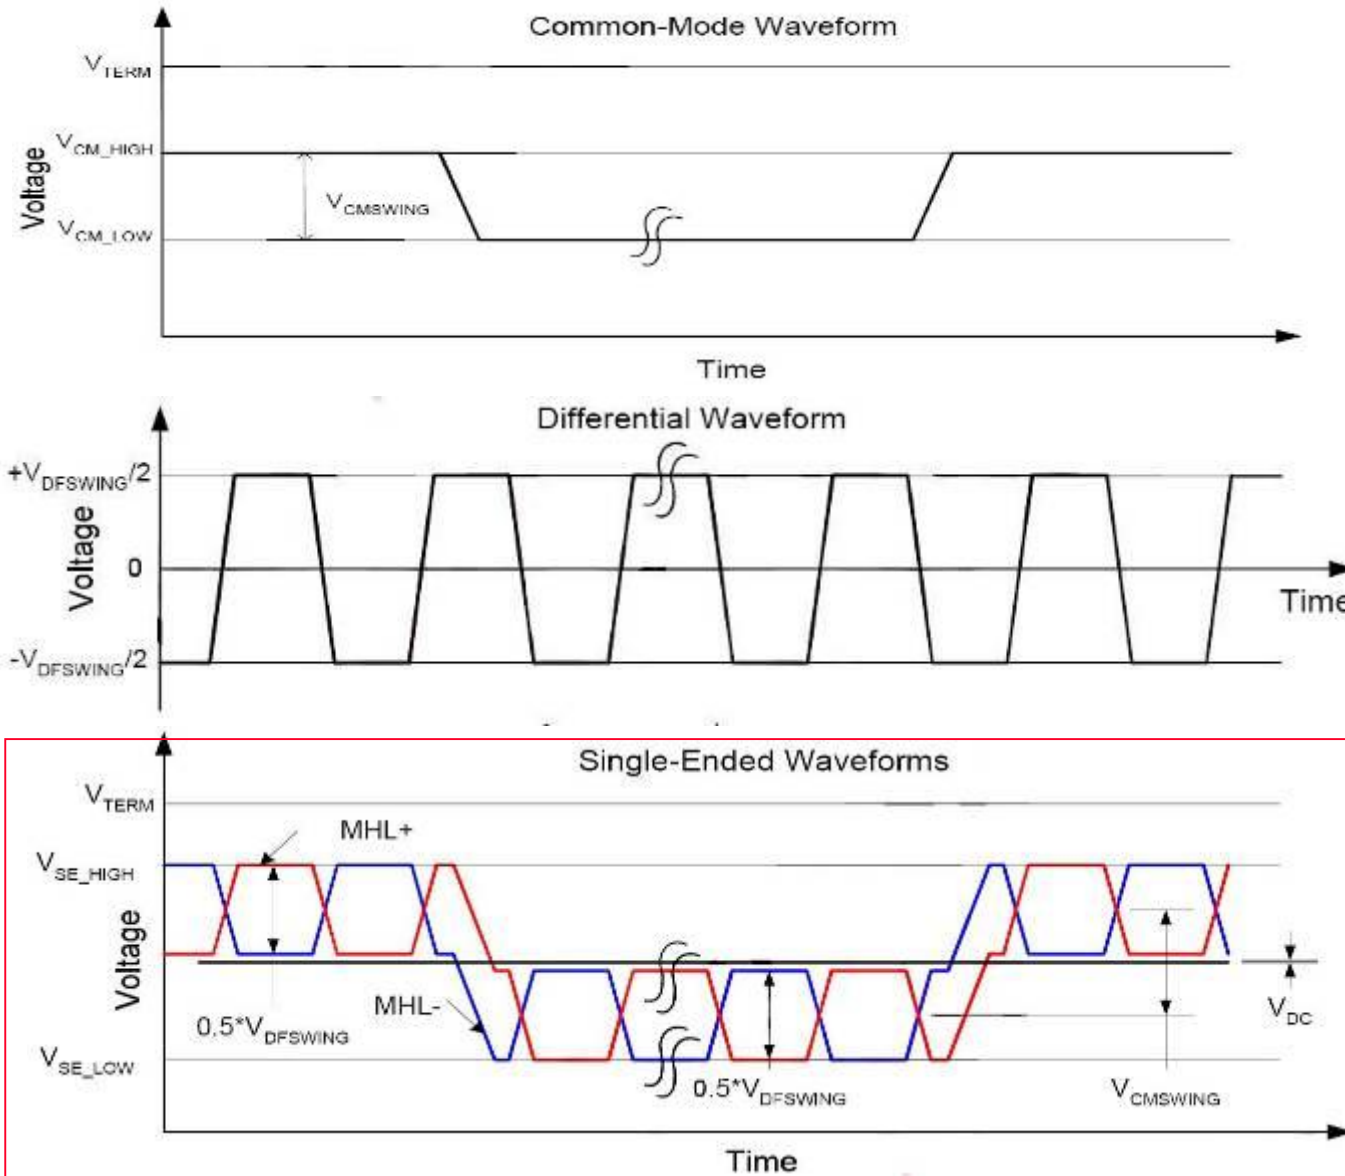 Common-Mode Waveform
V_TERM
V_CM_HIGH
V_CMSWING
V_CM_LOW
Voltage
Time
Differential Waveform
+V_DFSWING/2
Voltage
0
Time
-V_DFSWING/2
Single-Ended Waveforms
V_TERM
MHL+
V_SE_HIGH
Voltage
MHL-
V_DC
0.5*V_DFSWING
V_SE_LOW
0.5*V_DFSWING
V_CMSWING
Time